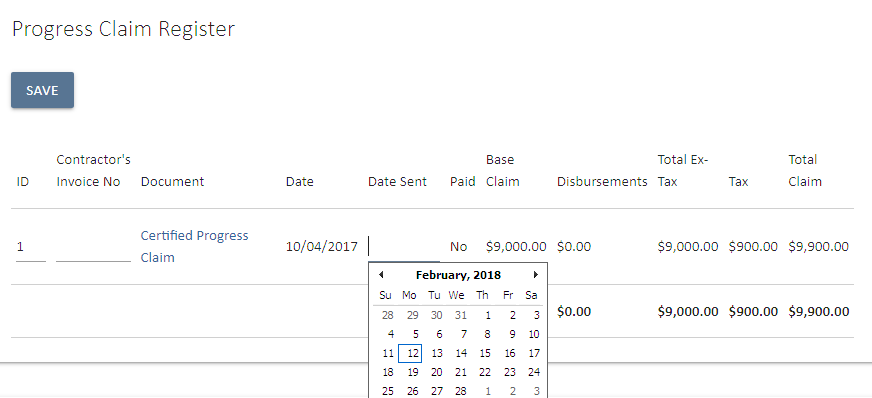 Progress Claim Register
SAVE
Contractor's Base Total Ex- Total
ID Invoice No Document Date Date Sent Paid Claim Disbursements Tax Tax Claim
Certified Progress
1 10/04/2017 No $9,000.00 $0.00 $9,000.00 $900.00 $9,900.00
Claim
February, 2018
Su Mo Tu We Th Fr Sa
28 29 30 31 1 2 3 $0.00 $9,000.00 $900.00 $9,900.00
4 5 6 7 8 9 10
11 12 13 14 15 16 17
18 19 20 21 22 23 24
25 26 27 28 1 2 3